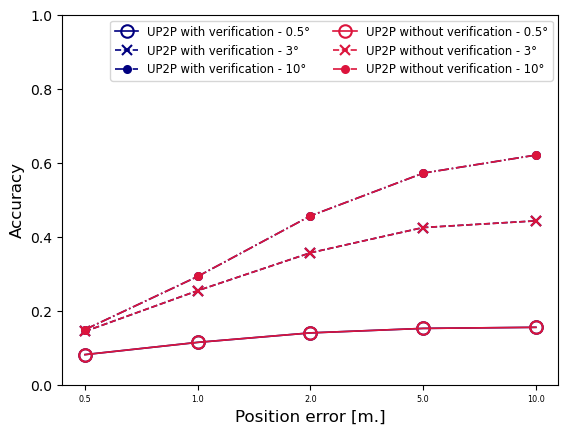 1.0
0.8
0.6
0.4
0.2
0.0
Accuracy
UP2P with verification - 0.5°
UP2P with verification - 3°
UP2P with verification - 10°
UP2P without verification - 0.5°
UP2P without verification - 3°
UP2P without verification - 10°
0.5 1.0 2.0 5.0 10.0
Position error [m.]